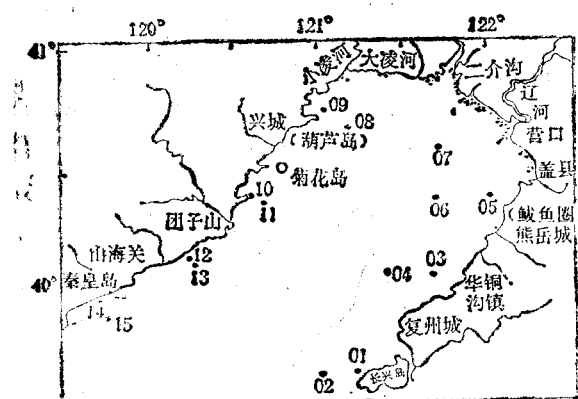 120°
121°
122°
41°
小凌河
大凌河
二介沟
辽河
营口
盖县
兴城
(葫芦岛)
菊花岛
09
08
07
06
05
10
11
团子山
(鲅鱼圈
熊岳城
山海关
秦皇岛
12
13
04
03
40°
14
15
华铜
沟镇
复州城
01
02
长兴岛